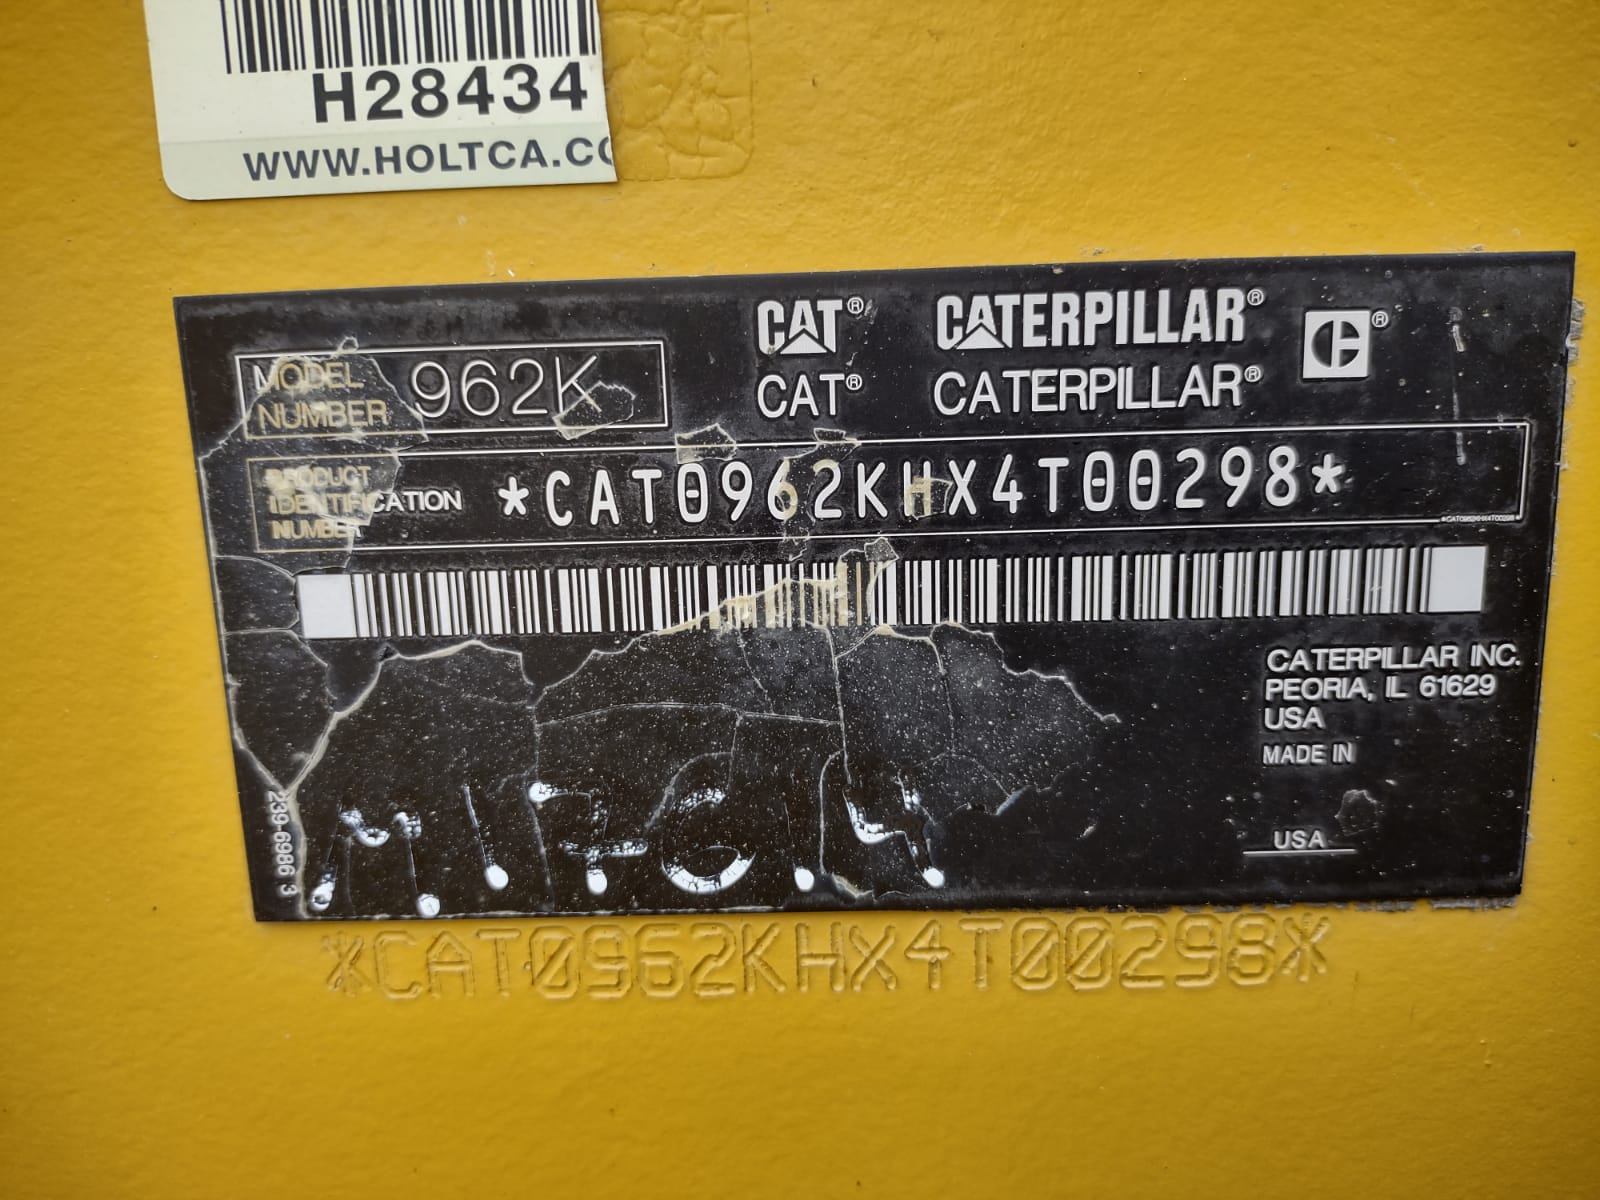 H28434
WWW.HOLTCA.CO
CAT® CATERPILLAR®
MODEL NUMBER 962K
CAT® CATERPILLAR®
PRODUCT IDENTIFICATION NUMBER *CAT0962KHX4T00298*
*CAT0962KHX4T00298*
CATERPILLAR INC.
PEORIA, IL 61629
USA
MADE IN
USA
239-6986 3
*CAT0962KHX4T00298*